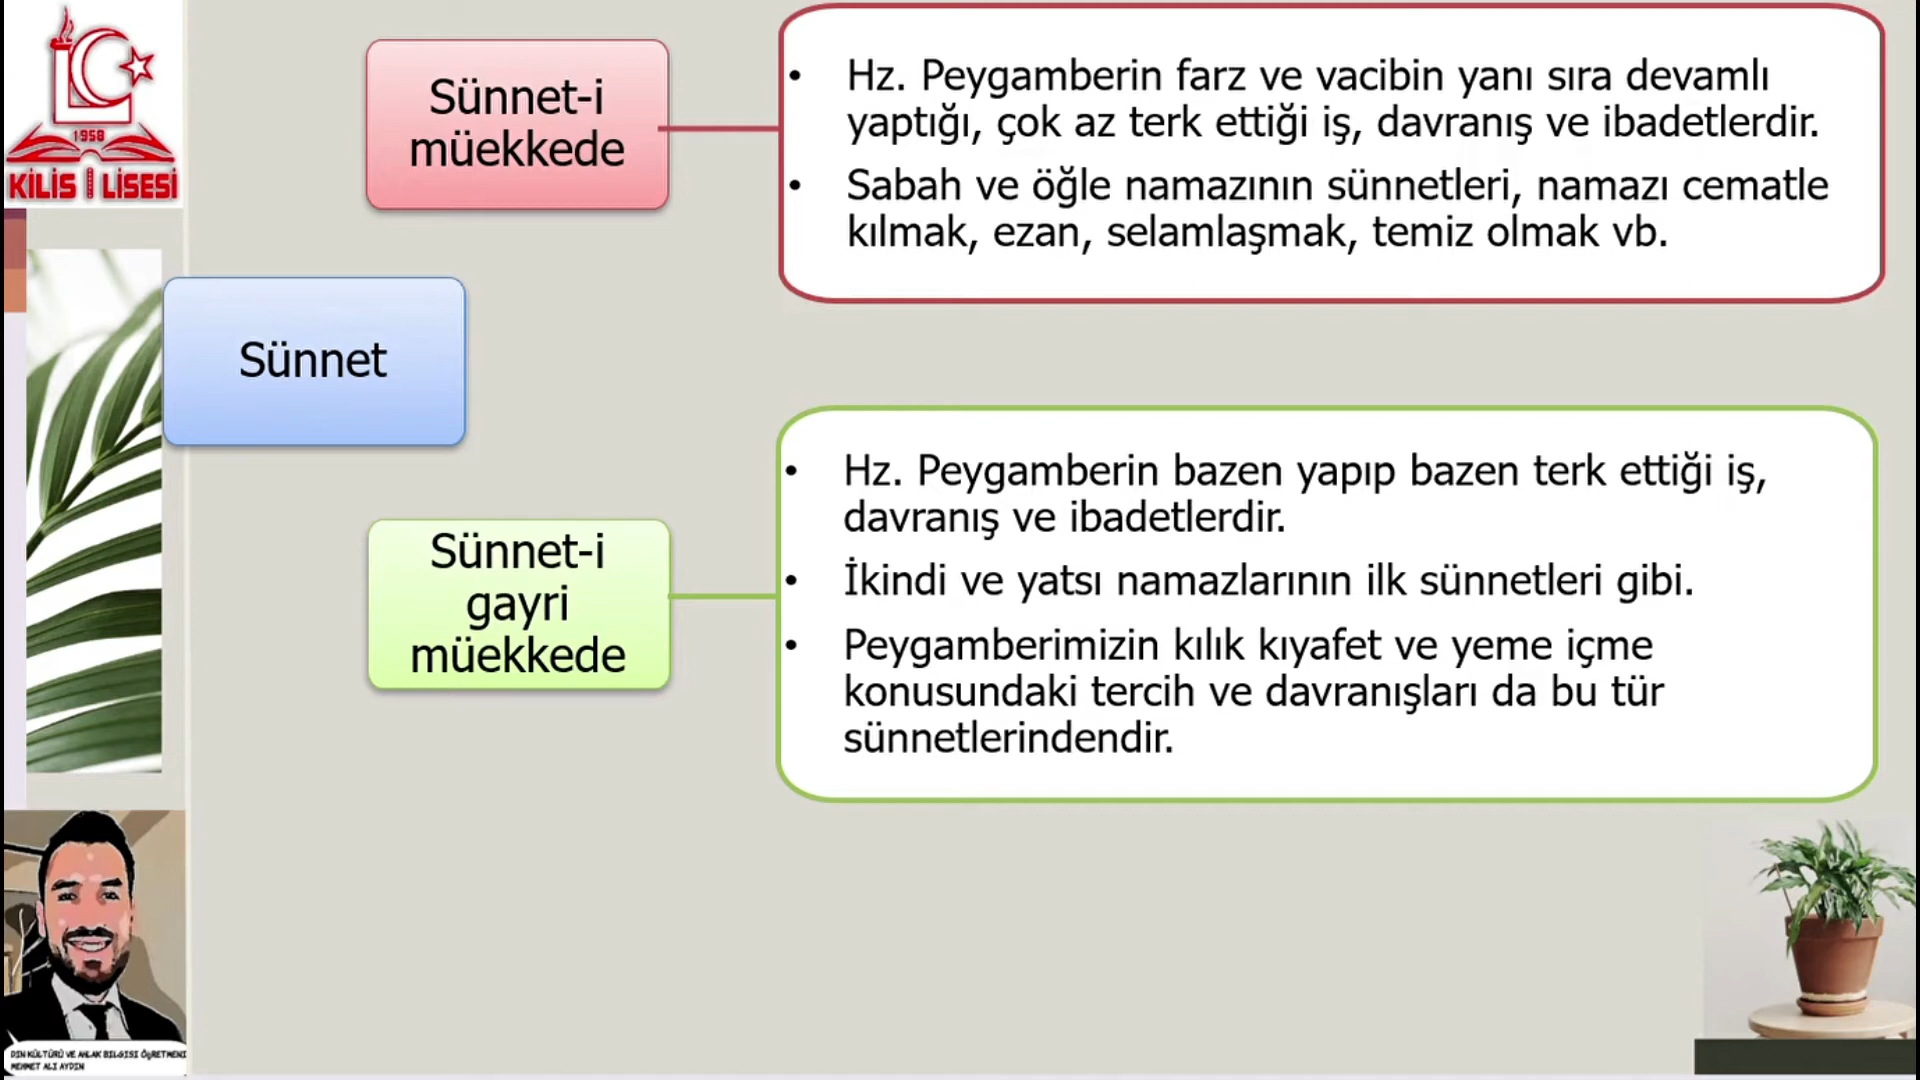 1958
KİLİS LİSESİ
Sünnet-i
müekkede
Hz. Peygamberin farz ve vacibin yanı sıra devamlı
yaptığı, çok az terk ettiği iş, davranış ve ibadetlerdir.
Sabah ve öğle namazının sünnetleri, namazı cematle
kılmak, ezan, selamlaşmak, temiz olmak vb.
Sünnet
Sünnet-i
gayri
müekkede
Hz. Peygamberin bazen yapıp bazen terk ettiği iş,
davranış ve ibadetlerdir.
İkindi ve yatsı namazlarının ilk sünnetleri gibi.
Peygamberimizin kılık kıyafet ve yeme içme
konusundaki tercih ve davranışları da bu tür
sünnetlerindendir.
DIN KÜLTÜRÜ VE AHLAK BILGISI ÖĞRETMENI
MEHMET ALI AYDIN